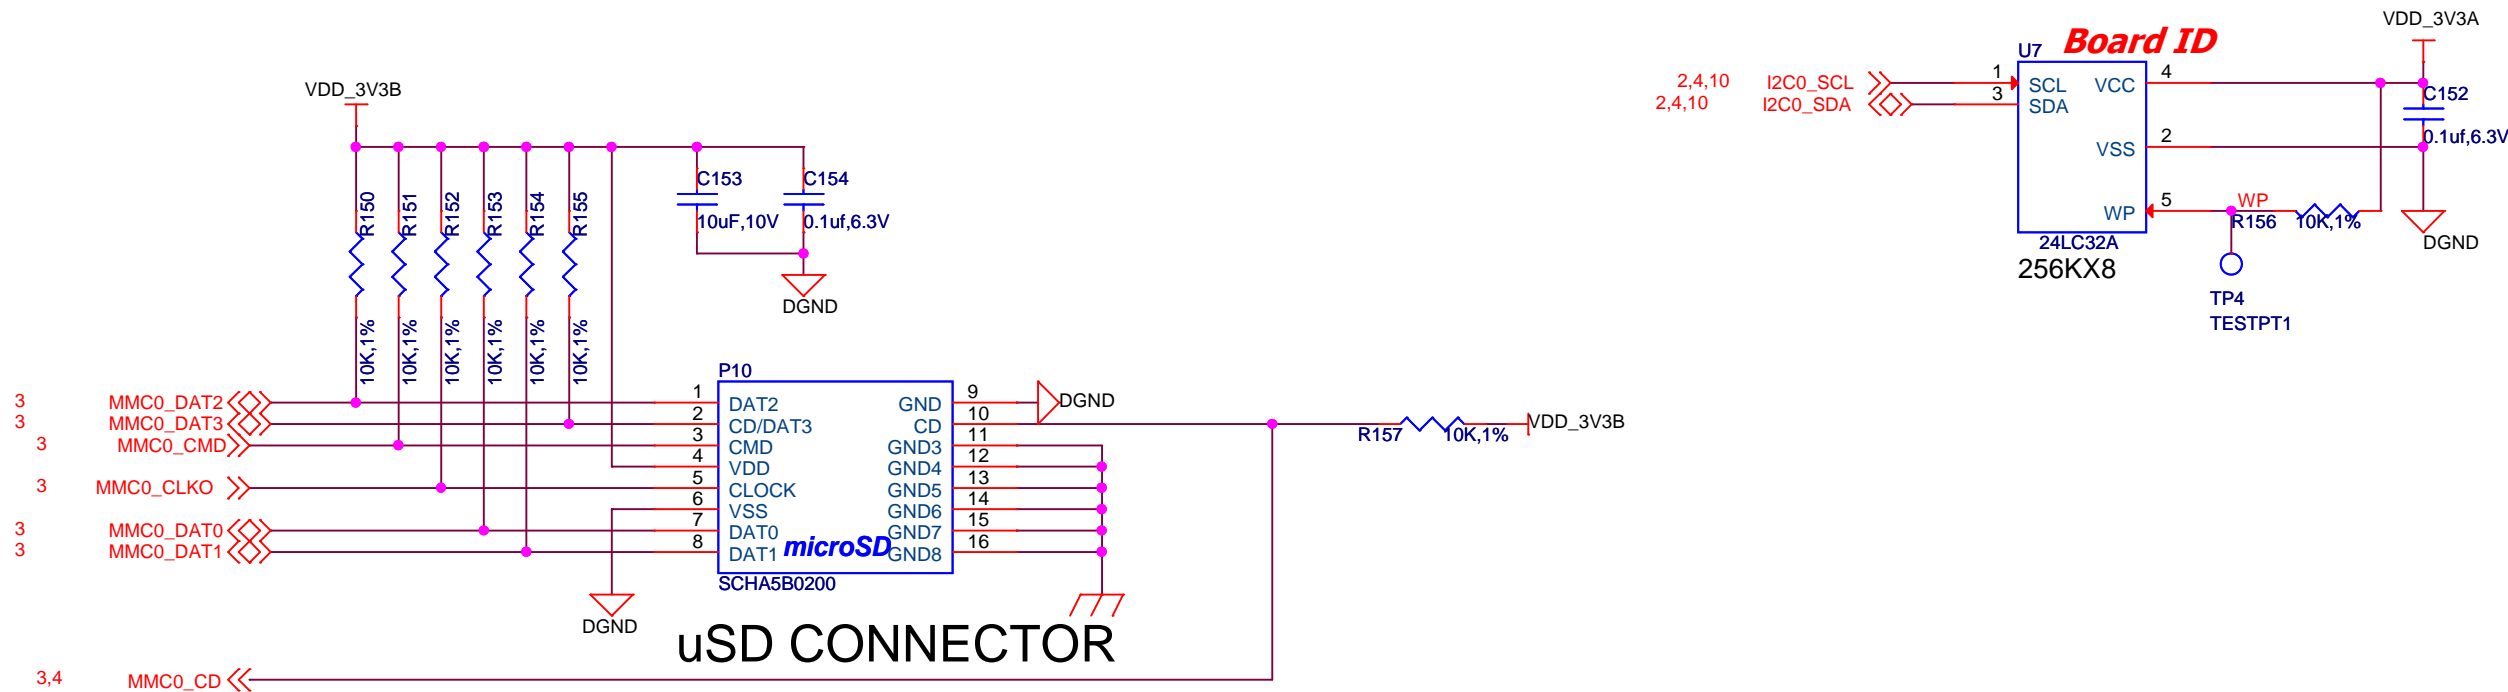 VDD_3V3A
Board ID
U7
2,4,10 I2C0_SCL 1 SCL VCC 4
2,4,10 I2C0_SDA 3 SDA
C152
0.1uf,6.3V
VSS 2
WP 5 WP
R156 10K,1%
24LC32A
256KX8
DGND
TP4
TESTPT1
VDD_3V3B
R150 R151 R152 R153 R154 R155
10K,1% 10K,1% 10K,1% 10K,1% 10K,1% 10K,1%
C153 C154
10uF,10V 0.1uf,6.3V
DGND
P10
3 MMC0_DAT2 1 DAT2 GND 9 DGND
3 MMC0_DAT3 2 CD/DAT3 CD 10 R157 10K,1% VDD_3V3B
3 MMC0_CMD 3 CMD GND3 11
4 VDD GND4 12
3 MMC0_CLKO 5 CLOCK GND5 13
6 VSS GND6 14
3 MMC0_DAT0 7 DAT0 GND7 15
3 MMC0_DAT1 8 DAT1 microSD GND8 16
SCHA5B0200
DGND
uSD CONNECTOR
3,4 MMC0_CD